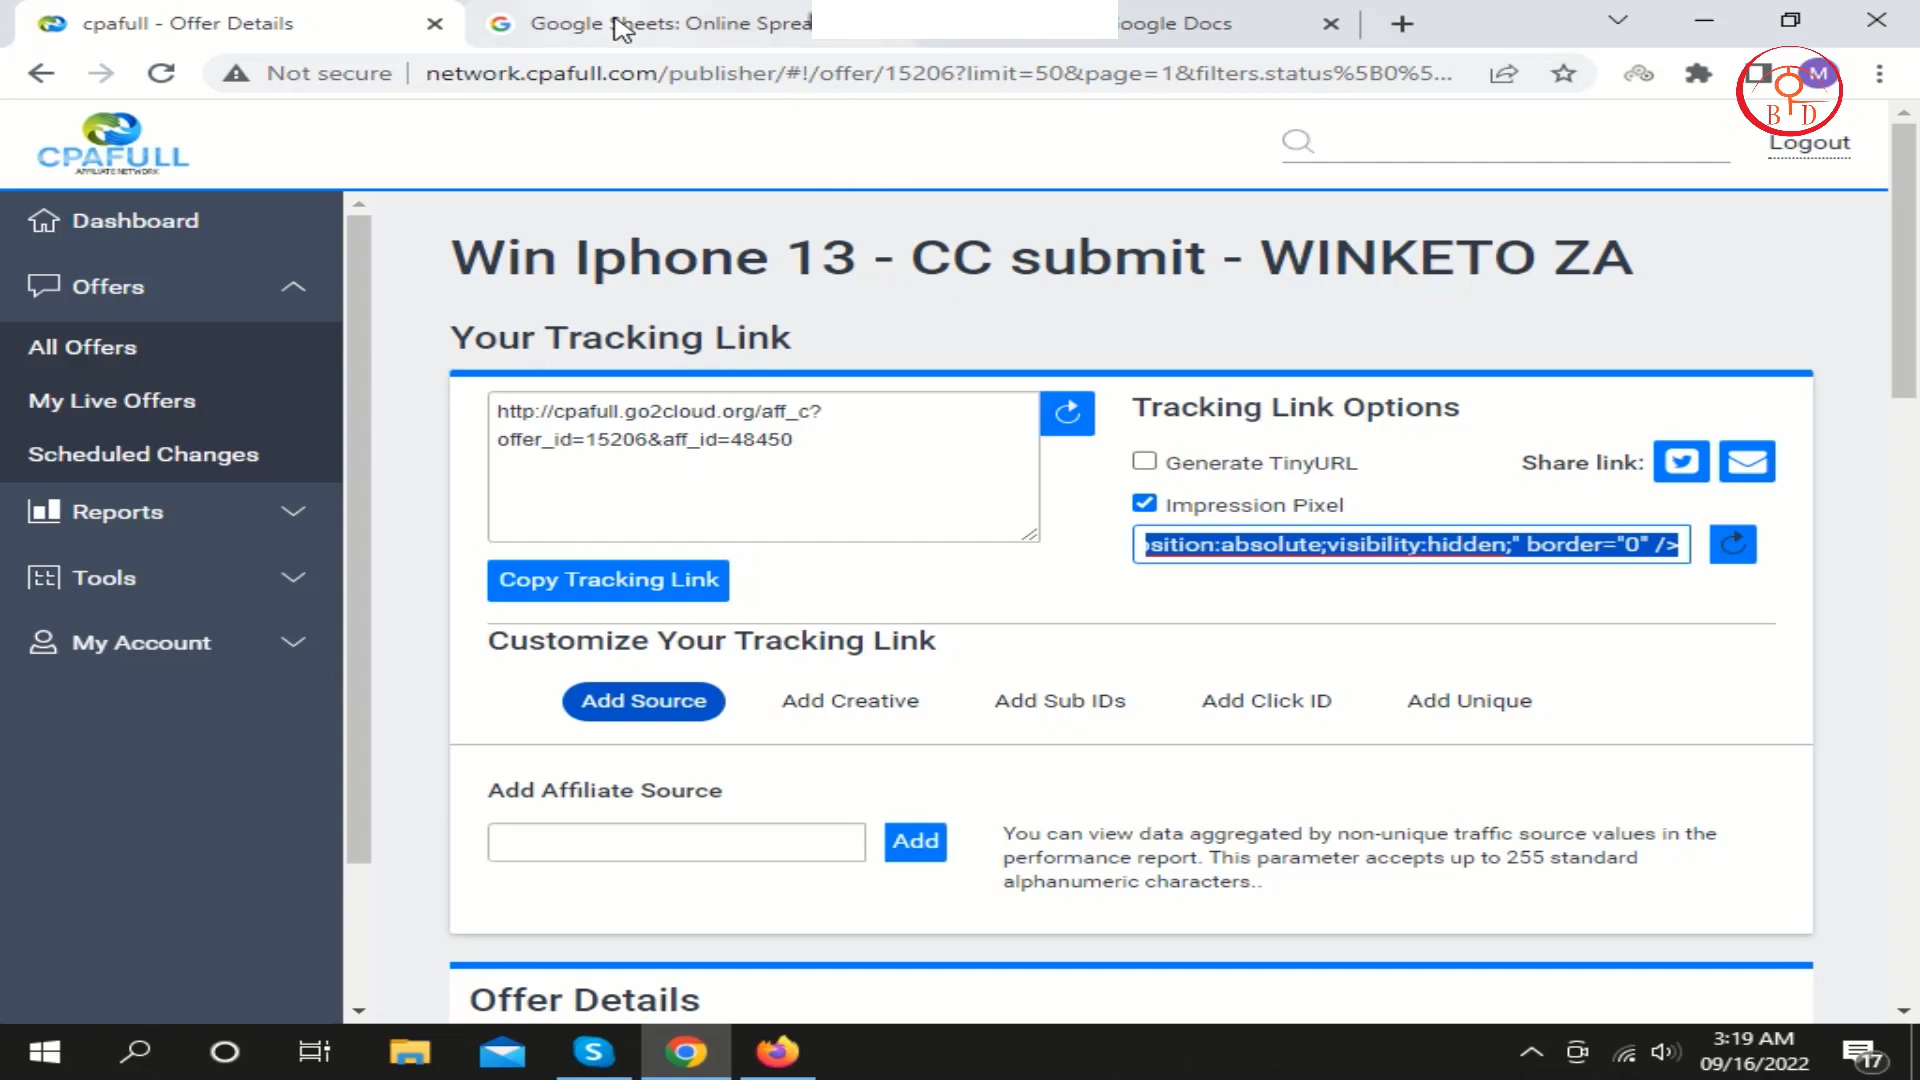 cpafull - Offer Details
Google Sheets: Online Sprea
oogle Docs
Not secure
network.cpafull.com/publisher/#!/offer/15206?limit=50&page=1&filters.status%5B0%5...
M
B D
CPAFULL
AFFILIATE NETWORK
Logout
Dashboard
Offers
All Offers
My Live Offers
Scheduled Changes
Reports
Tools
My Account
Win Iphone 13 - CC submit - WINKETO ZA
Your Tracking Link
http://cpafull.go2cloud.org/aff_c?
offer_id=15206&aff_id=48450
Copy Tracking Link
Tracking Link Options
Generate TinyURL
Share link:
Impression Pixel
osition:absolute;visibility:hidden;" border="0" />
Customize Your Tracking Link
Add Source
Add Creative
Add Sub IDs
Add Click ID
Add Unique
Add Affiliate Source
Add
You can view data aggregated by non-unique traffic source values in the
performance report. This parameter accepts up to 255 standard
alphanumeric characters..
Offer Details
3:19 AM
09/16/2022
17